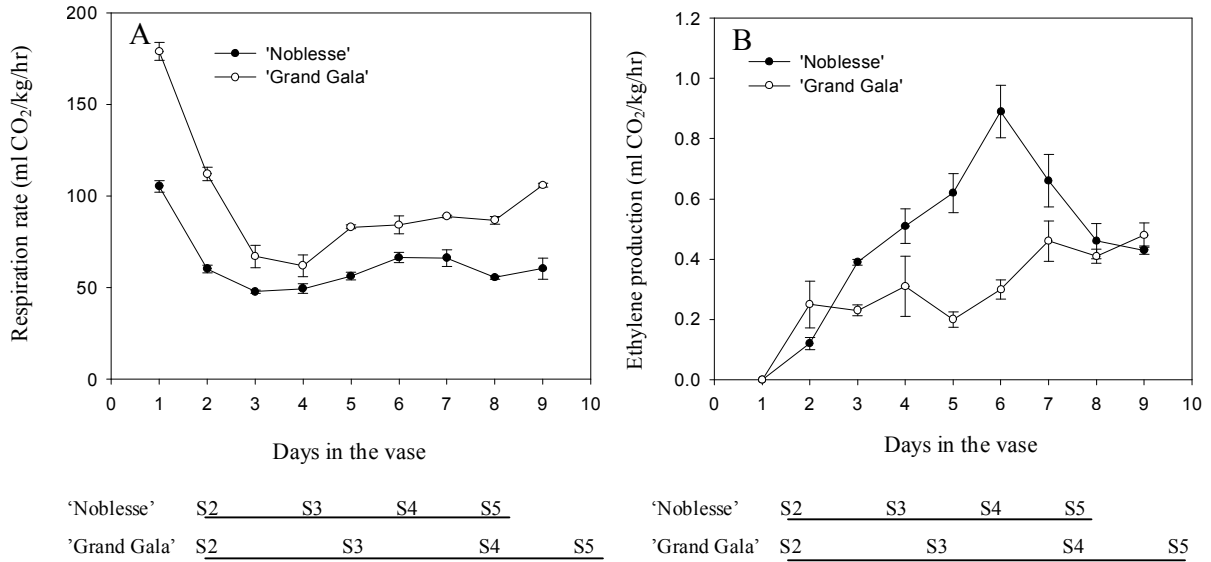 A
'Noblesse'
'Grand Gala'
Respiration rate (ml CO₂/kg/hr)
200
150
100
50
0
0 1 2 3 4 5 6 7 8 9 10
Days in the vase
B
'Noblesse'
'Grand Gala'
Ethylene production (ml CO₂/kg/hr)
1.2
1.0
0.8
0.6
0.4
0.2
0.0
0 1 2 3 4 5 6 7 8 9 10
Days in the vase
‘Noblesse’ S2 S3 S4 S5
’Grand Gala’ S2 S3 S4 S5
‘Noblesse’ S2 S3 S4 S5
’Grand Gala’ S2 S3 S4 S5